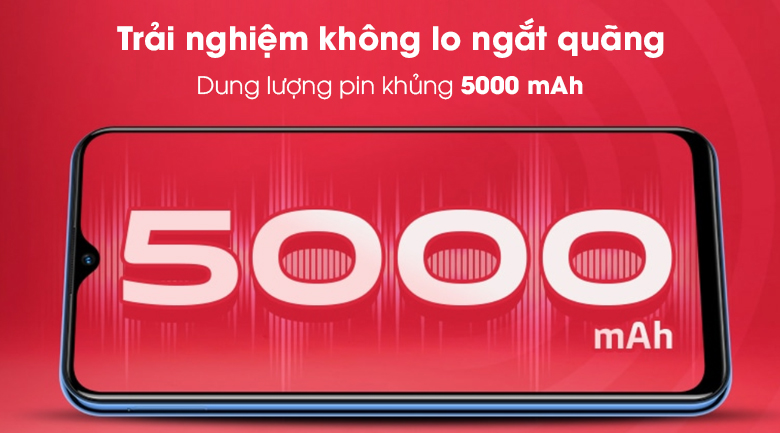 Trải nghiệm không lo ngắt quãng
Dung lượng pin khủng 5000 mAh
5000
mAh